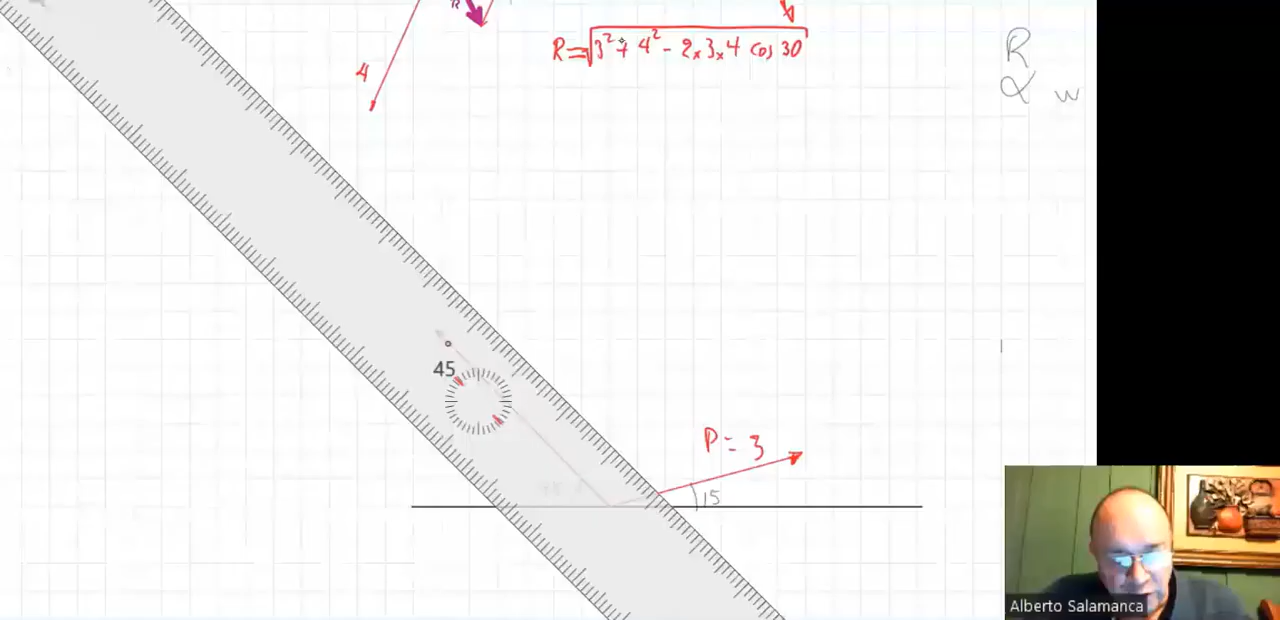 R
R = √3² + 4² - 2x3x4 cos 30
4
R
α w
45
P = 3
15
Alberto Salamanca